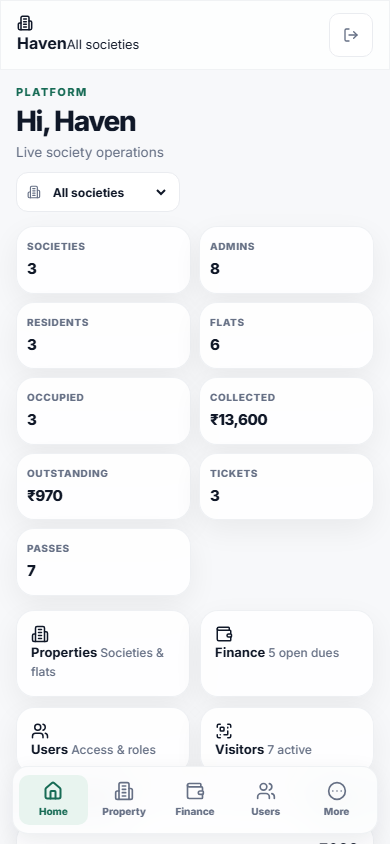 HavenAll societies
PLATFORM
Hi, Haven
Live society operations
All societies
SOCIETIES
3
ADMINS
8
RESIDENTS
3
FLATS
6
OCCUPIED
3
COLLECTED
₹13,600
OUTSTANDING
₹970
TICKETS
3
PASSES
7
Properties Societies &
flats
Finance 5 open dues
Users Access & roles
Visitors 7 active
Home
Property
Finance
Users
More